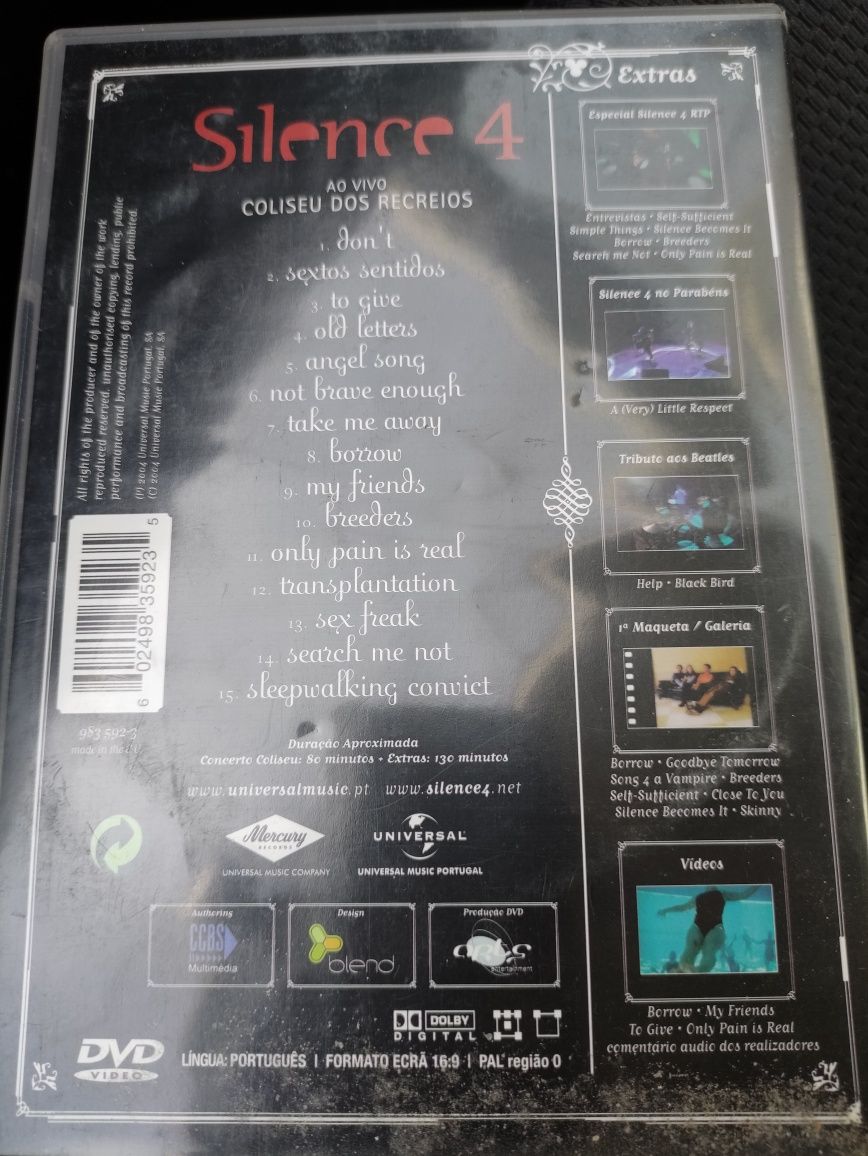 Silence 4
AO VIVO
COLISEU DOS RECREIOS
1. don't
2. sextos sentidos
3. to give
4. old letters
5. angel song
6. not brave enough
7. take me away
8. borrow
9. my friends
10. breeders
11. only pain is real
12. transplantation
13. sex freak
14. search me not
15. sleepwalking convict
Duração Aproximada
Concerto Coliseu: 80 minutos + Extras: 130 minutos
www.universalmusic.pt www.silence4.net
Mercury
RECORDS
UNIVERSAL MUSIC COMPANY
UNIVERSAL
UNIVERSAL MUSIC PORTUGAL
Authoring
CCBS
Multimédia
Design
blend
Produção DVD
entertainment
DOLBY
DIGITAL
DVD
VIDEO
LÍNGUA: PORTUGUÊS | FORMATO ECRÃ 16:9 | PAL região 0
All rights of the producer and of the owner of the work
reproduced reserved. unauthorised copying, lending, public
performance and broadcasting of this record prohibited.
(P) 2004 Universal Music Portugal, SA
(C) 2004 Universal Music Portugal, SA
6 02498 35923 5
983 592-3
made in the E.U.
Extras
Especial Silence 4 RTP
Entrevistas • Self-Sufficient
Simple Things • Silence Becomes It
Borrow • Breeders
Search me Not • Only Pain is Real
Silence 4 no Parabéns
A (Very) Little Respect
Tributo aos Beatles
Help • Black Bird
1ª Maqueta / Galeria
Borrow • Goodbye Tomorrow
Song 4 a Vampire • Breeders
Self-Sufficient • Close To You
Silence Becomes It • Skinny
Vídeos
Borrow • My Friends
To Give • Only Pain is Real
comentário audio dos realizadores